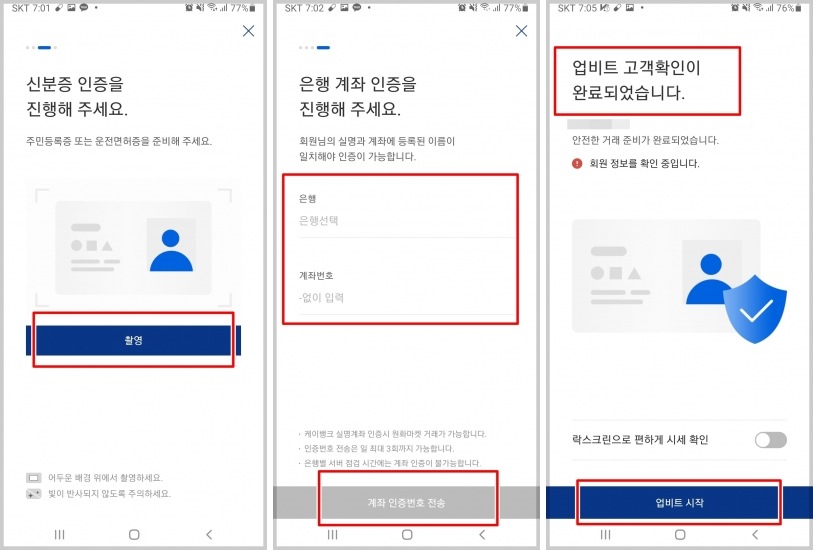 SKT 7:01
77%
신분증 인증을
진행해 주세요.
주민등록증 또는 운전면허증을 준비해 주세요.
촬영
어두운 배경 위에서 촬영하세요.
빛이 반사되지 않도록 주의하세요.
SKT 7:02
77%
은행 계좌 인증을
진행해 주세요.
회원님의 실명과 계좌에 등록된 이름이
일치해야 인증이 가능합니다.
은행
은행선택
계좌번호
-없이 입력
• 케이뱅크 실명계좌 인증시 원화마켓 거래가 가능합니다.
• 인증번호 전송은 일 최대 3회까지 가능합니다.
• 은행별 서버 점검 시간에는 계좌 인증이 불가능합니다.
계좌 인증번호 전송
SKT 7:05
76%
업비트 고객확인이
완료되었습니다.
안전한 거래 준비가 완료되었습니다.
회원 정보를 확인 중입니다.
락스크린으로 편하게 시세 확인
업비트 시작